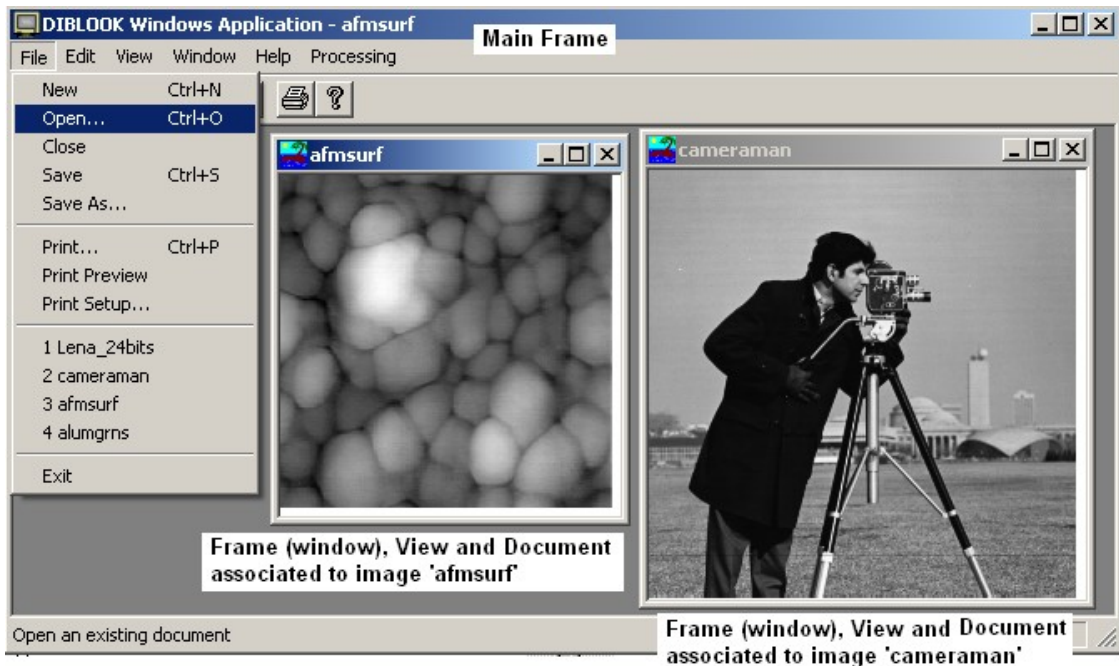 DIBLOOK Windows Application - afmsurf
Main Frame
File Edit View Window Help Processing
New Ctrl+N
Open... Ctrl+O
Close
Save Ctrl+S
Save As...
Print... Ctrl+P
Print Preview
Print Setup...
1 Lena_24bits
2 cameraman
3 afmsurf
4 alumgrns
Exit
afmsurf
cameraman
Frame (window), View and Document
associated to image 'afmsurf'
Open an existing document
Frame (window), View and Document
associated to image 'cameraman'